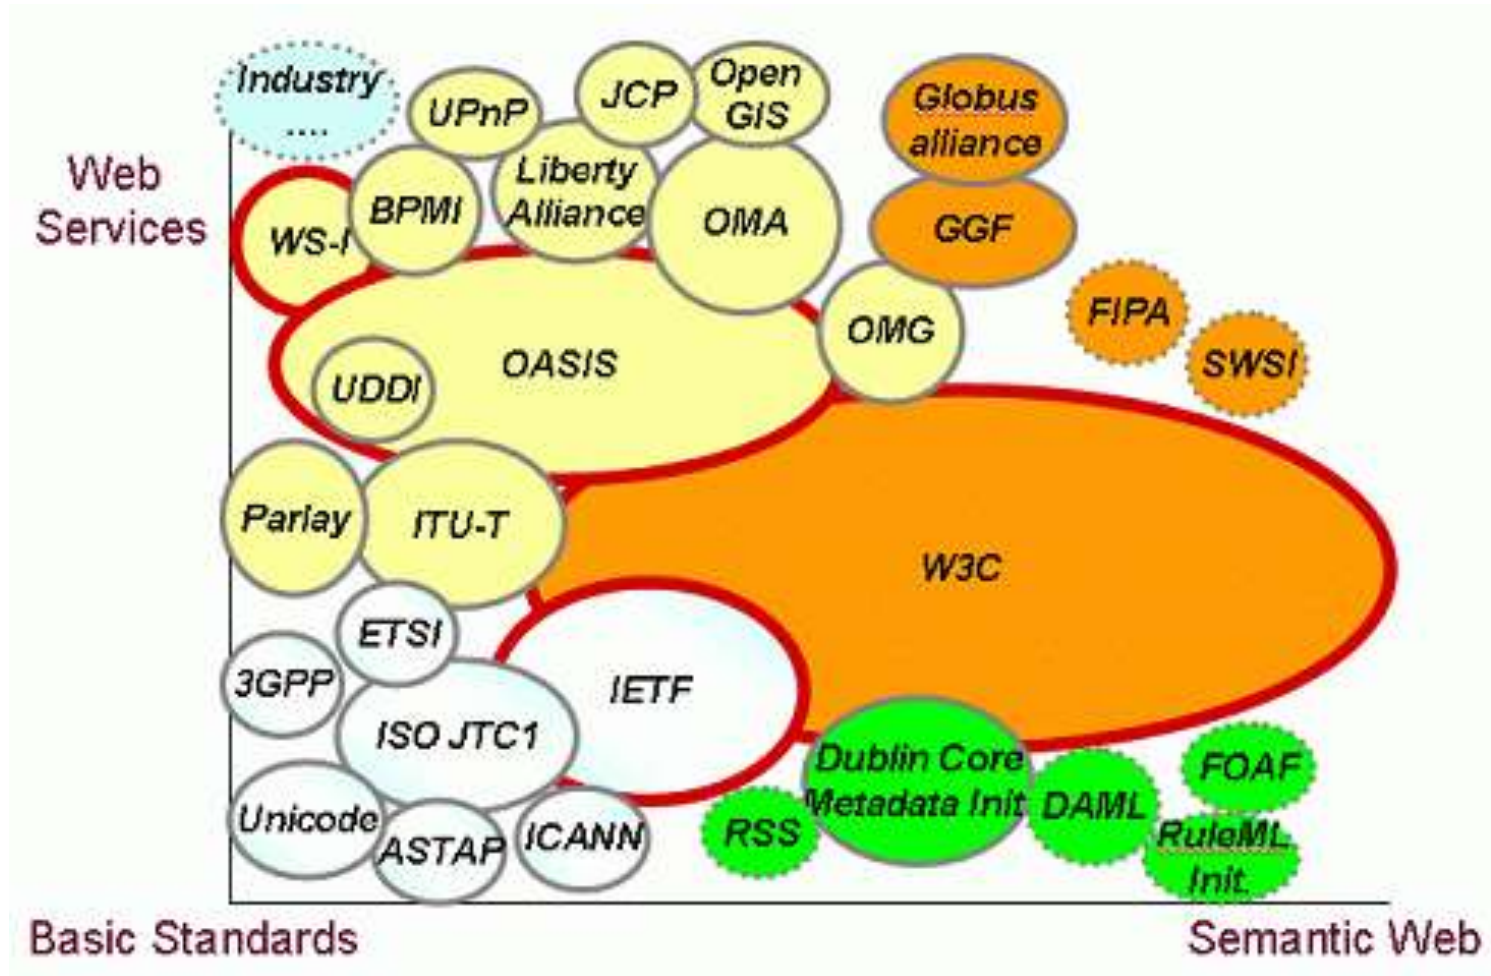 Industry
....
UPnP
JCP
Open
GIS
Globus
alliance
Web
Services
WS-I
BPMI
Liberty
Alliance
OMA
GGF
FIPA
SWSI
OMG
OASIS
UDDI
Parlay
ITU-T
W3C
ETSI
3GPP
ISO JTC1
IETF
Unicode
ASTAP
ICANN
RSS
Dublin Core
Metadata Init
DAML
FOAF
RuleML
Init.
Basic Standards
Semantic Web